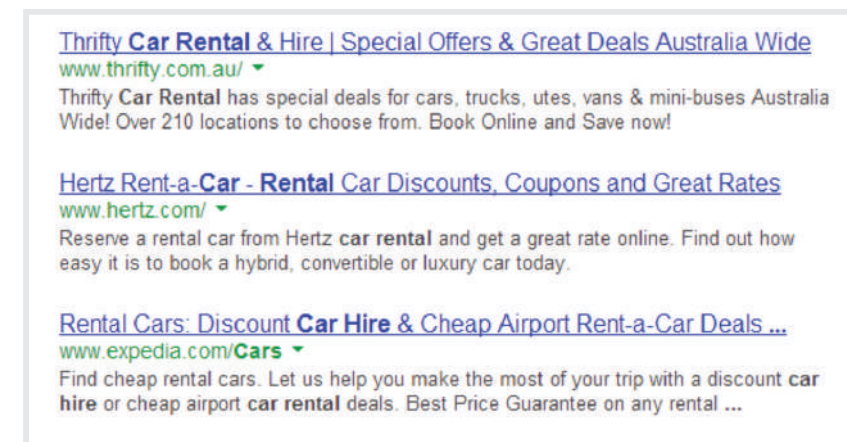 Thrifty Car Rental & Hire | Special Offers & Great Deals Australia Wide
www.thrifty.com.au/
Thrifty Car Rental has special deals for cars, trucks, utes, vans & mini-buses Australia
Wide! Over 210 locations to choose from. Book Online and Save now!
Hertz Rent-a-Car - Rental Car Discounts, Coupons and Great Rates
www.hertz.com/
Reserve a rental car from Hertz car rental and get a great rate online. Find out how
easy it is to book a hybrid, convertible or luxury car today.
Rental Cars: Discount Car Hire & Cheap Airport Rent-a-Car Deals ...
www.expedia.com/Cars
Find cheap rental cars. Let us help you make the most of your trip with a discount car
hire or cheap airport car rental deals. Best Price Guarantee on any rental ...